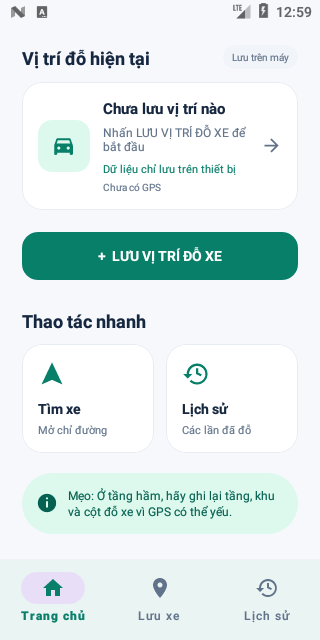 LTE 12:59
Vị trí đỗ hiện tại
Lưu trên máy
Chưa lưu vị trí nào
Nhấn LƯU VỊ TRÍ ĐỖ XE để
bắt đầu
Dữ liệu chỉ lưu trên thiết bị
Chưa có GPS
+ LƯU VỊ TRÍ ĐỖ XE
Thao tác nhanh
Tìm xe
Mở chỉ đường
Lịch sử
Các lần đã đỗ
Mẹo: Ở tầng hầm, hãy ghi lại tầng, khu
và cột đỗ xe vì GPS có thể yếu.
Trang chủ
Lưu xe
Lịch sử